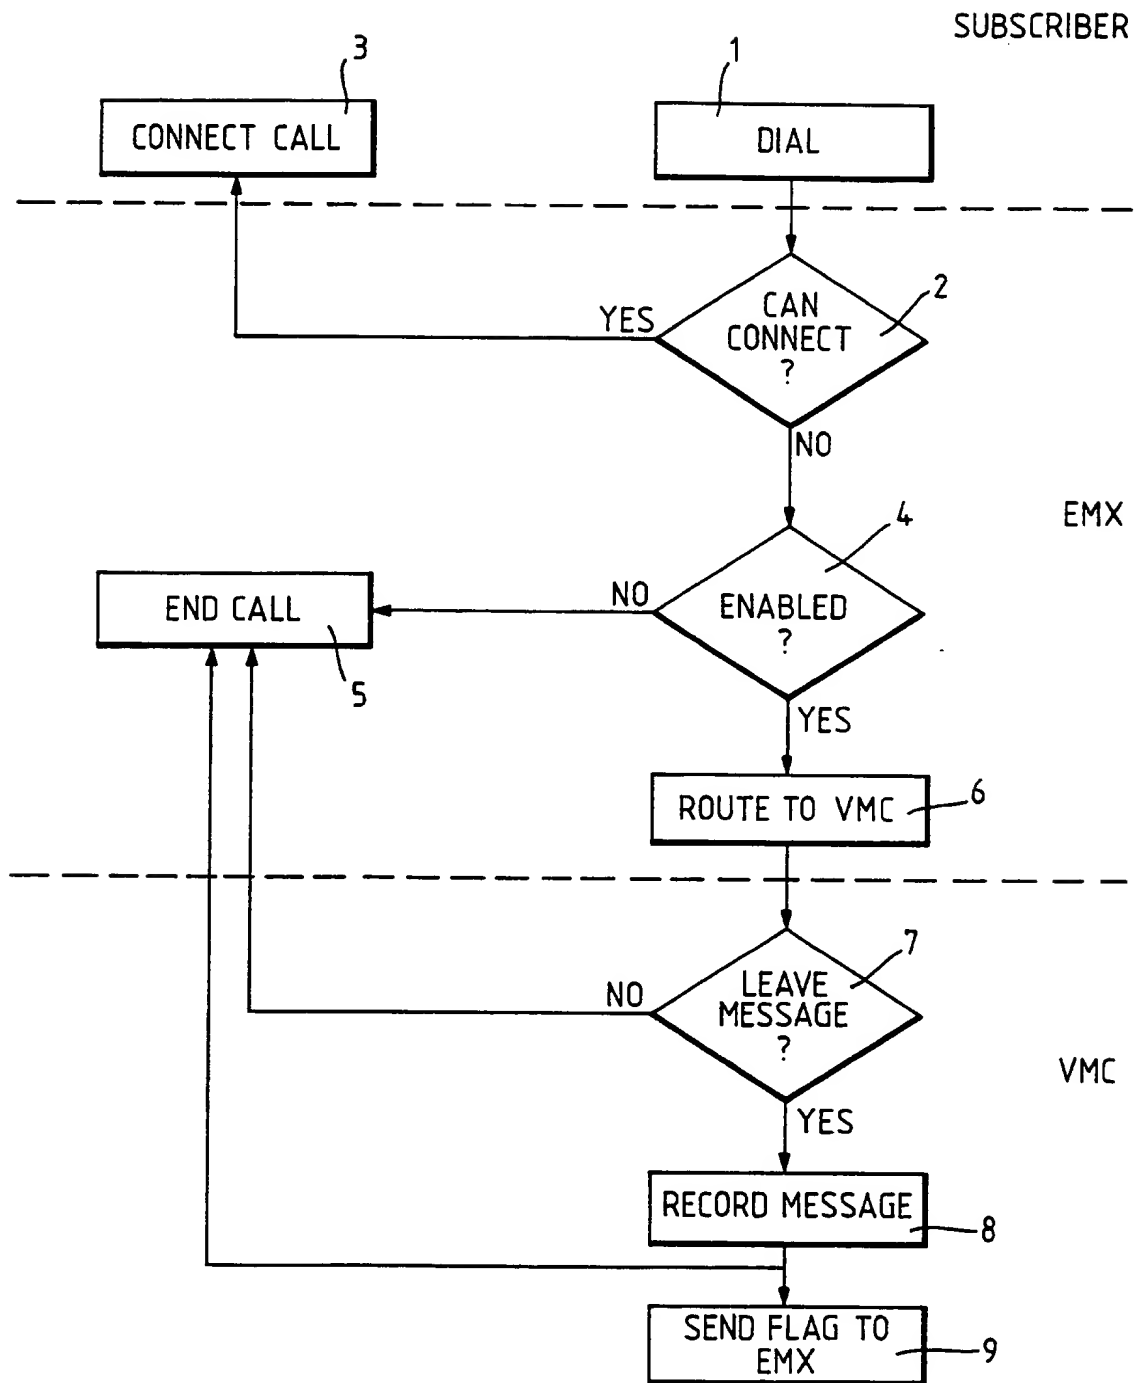 SUBSCRIBER
3
1
CONNECT CALL
DIAL
2
CAN
CONNECT
?
YES
NO
EMX
4
END CALL
NO
ENABLED
?
5
YES
ROUTE TO VMC
6
7
LEAVE
MESSAGE
?
NO
VMC
YES
RECORD MESSAGE
8
SEND FLAG TO
EMX
9